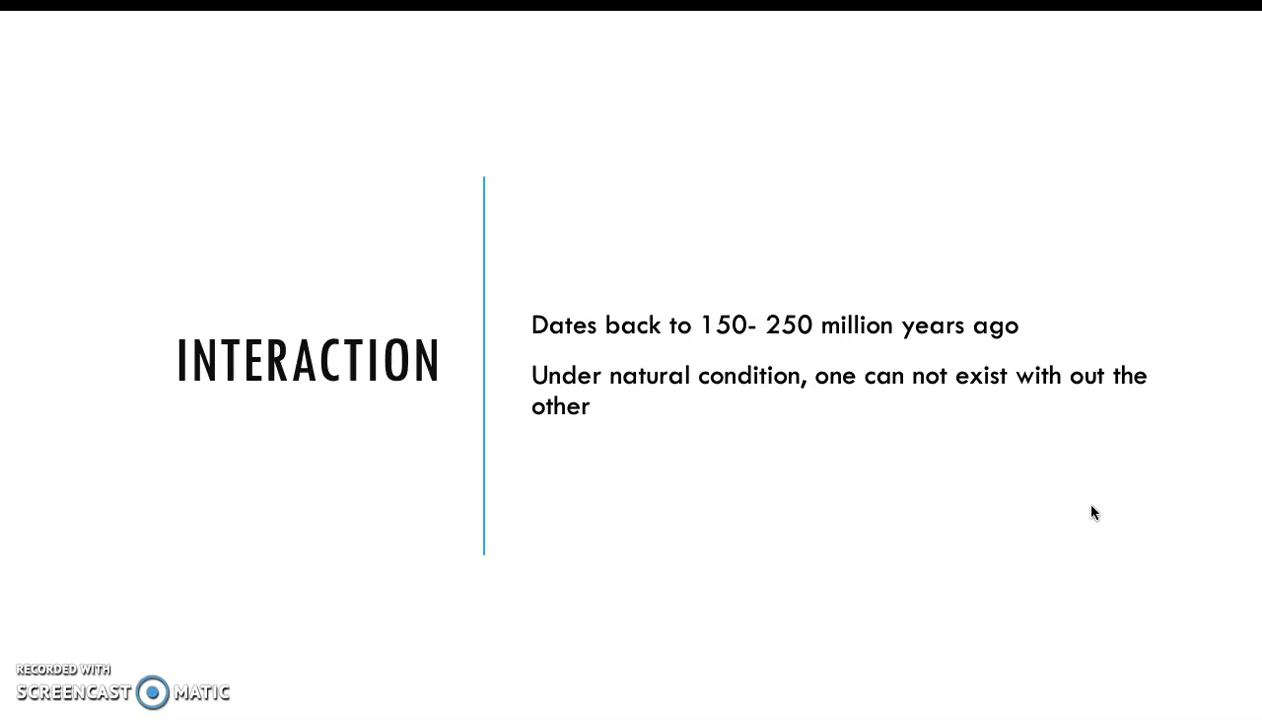 INTERACTION
Dates back to 150- 250 million years ago
Under natural condition, one can not exist with out the
other
RECORDED WITH
SCREENCAST MATIC